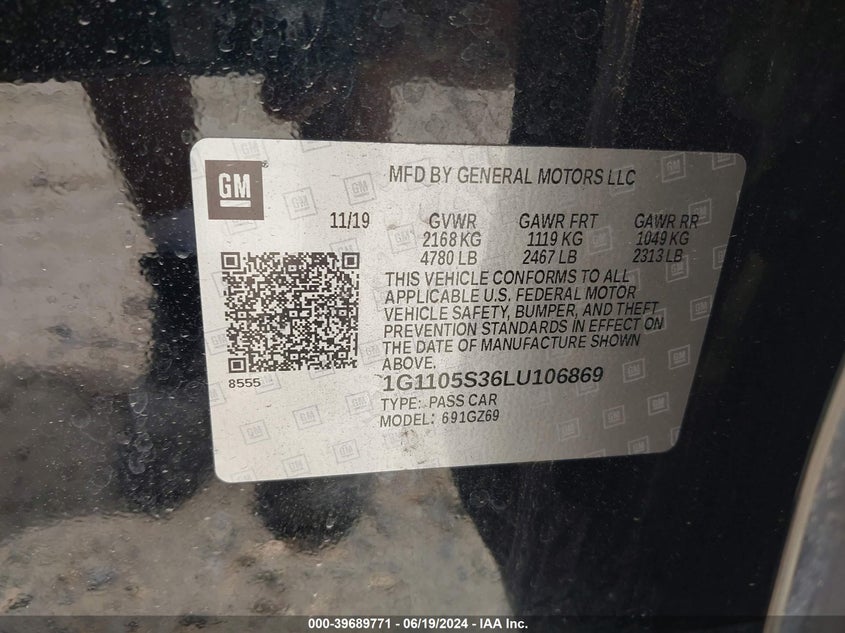 GM
MFD BY GENERAL MOTORS LLC
11/19 GVWR GAWR FRT GAWR RR
2168 KG 1119 KG 1049 KG
4780 LB 2467 LB 2313 LB
THIS VEHICLE CONFORMS TO ALL
APPLICABLE U.S. FEDERAL MOTOR
VEHICLE SAFETY, BUMPER, AND THEFT
PREVENTION STANDARDS IN EFFECT ON
THE DATE OF MANUFACTURE SHOWN
ABOVE.
8555
1G1105S36LU106869
TYPE: PASS CAR
MODEL: 691GZ69
000-39689771 - 06/19/2024 - IAA Inc.